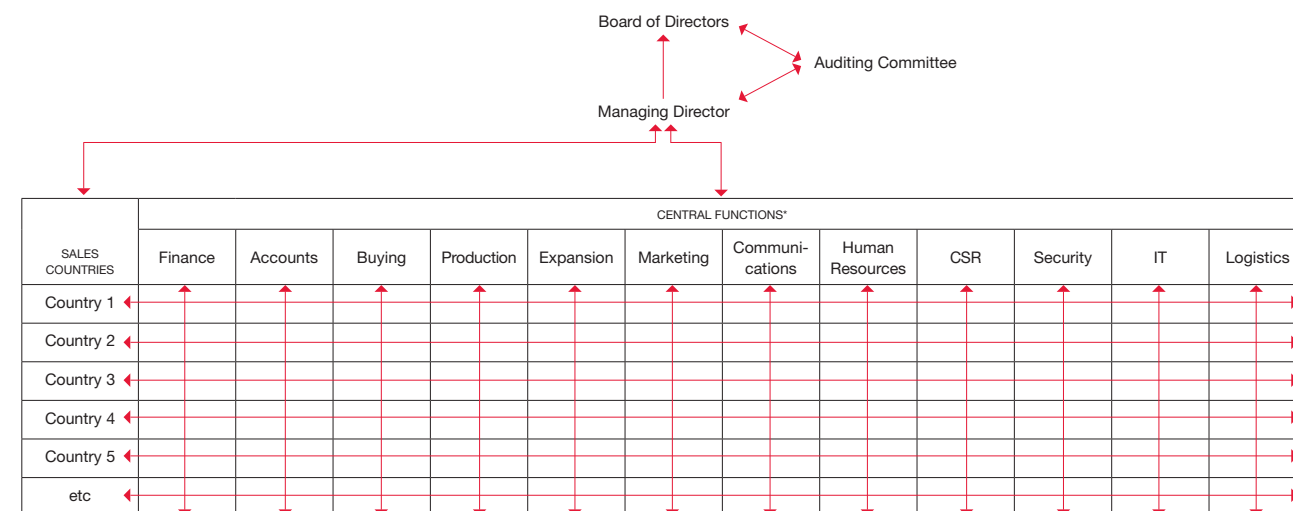 Board of Directors
Auditing Committee
Managing Director
CENTRAL FUNCTIONS*
SALES
COUNTRIES
Finance
Accounts
Buying
Production
Expansion
Marketing
Communi-
cations
Human
Resources
CSR
Security
IT
Logistics
Country 1
Country 2
Country 3
Country 4
Country 5
etc